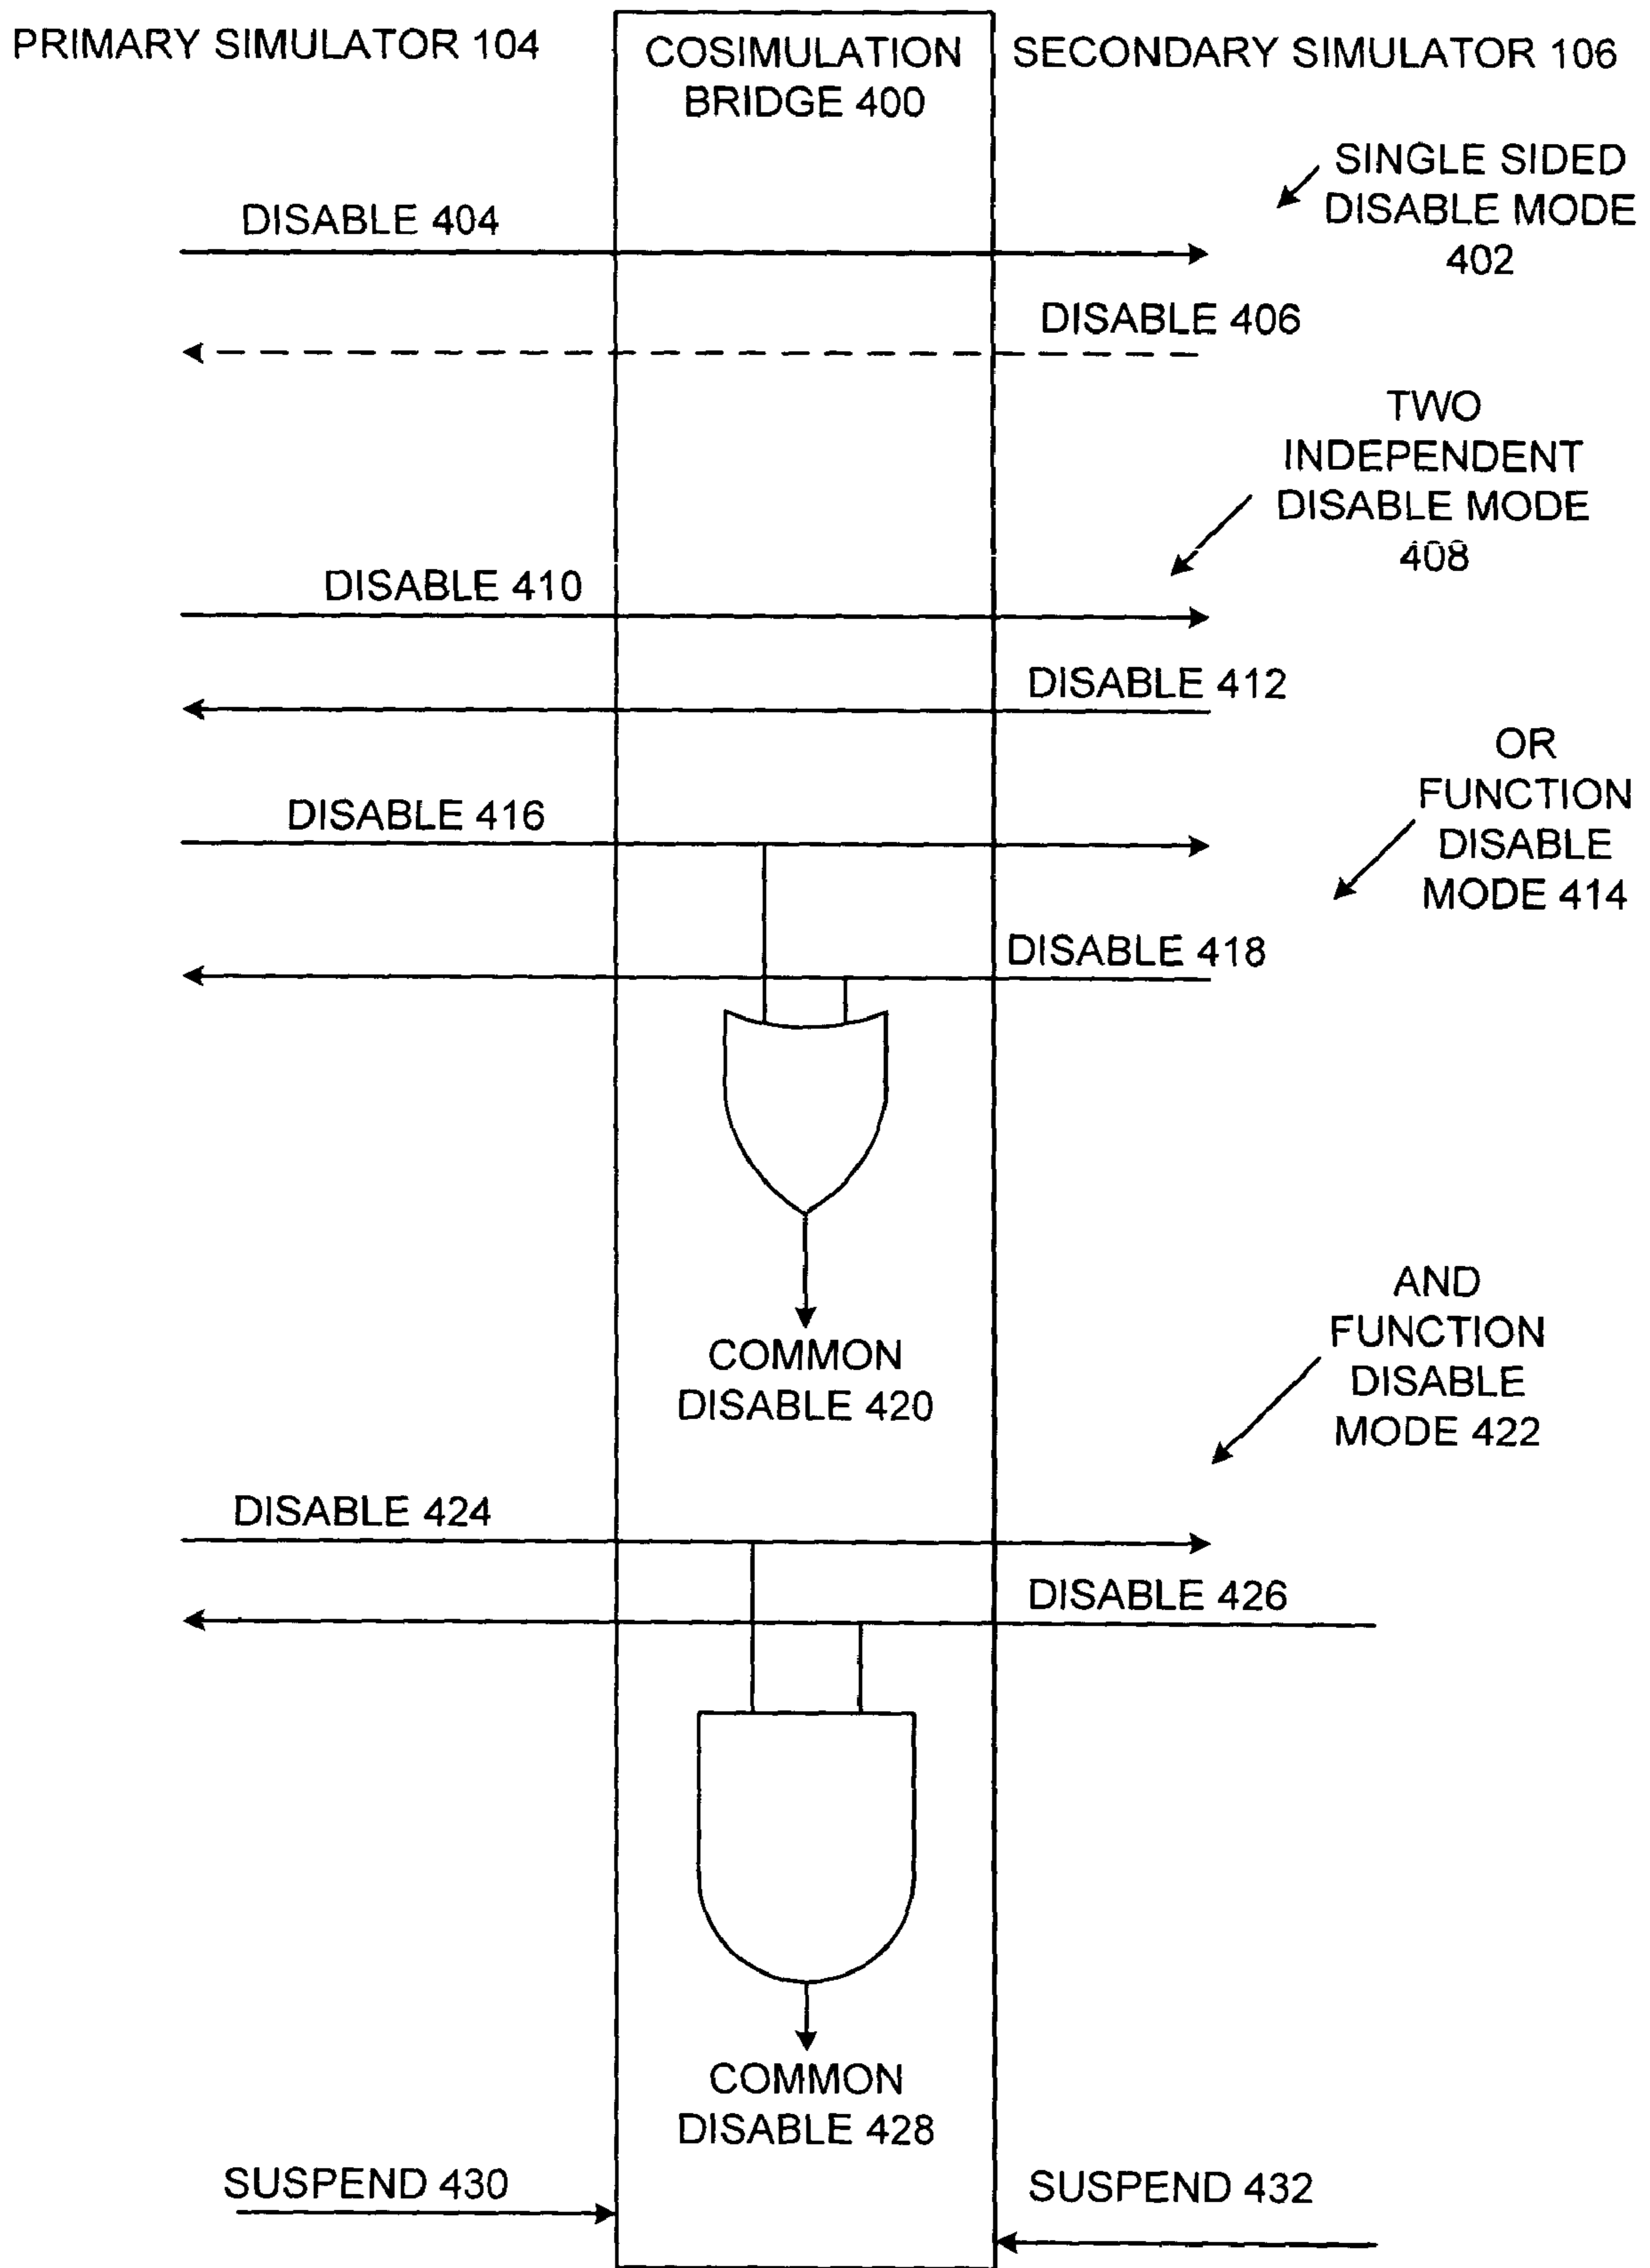 PRIMARY SIMULATOR 104
COSIMULATION
BRIDGE 400
SECONDARY SIMULATOR 106
SINGLE SIDED
DISABLE MODE
402
DISABLE 404
DISABLE 406
TWO
INDEPENDENT
DISABLE MODE
408
DISABLE 410
DISABLE 412
OR
FUNCTION
DISABLE
MODE 414
DISABLE 416
DISABLE 418
COMMON
DISABLE 420
AND
FUNCTION
DISABLE
MODE 422
DISABLE 424
DISABLE 426
COMMON
DISABLE 428
SUSPEND 430
SUSPEND 432